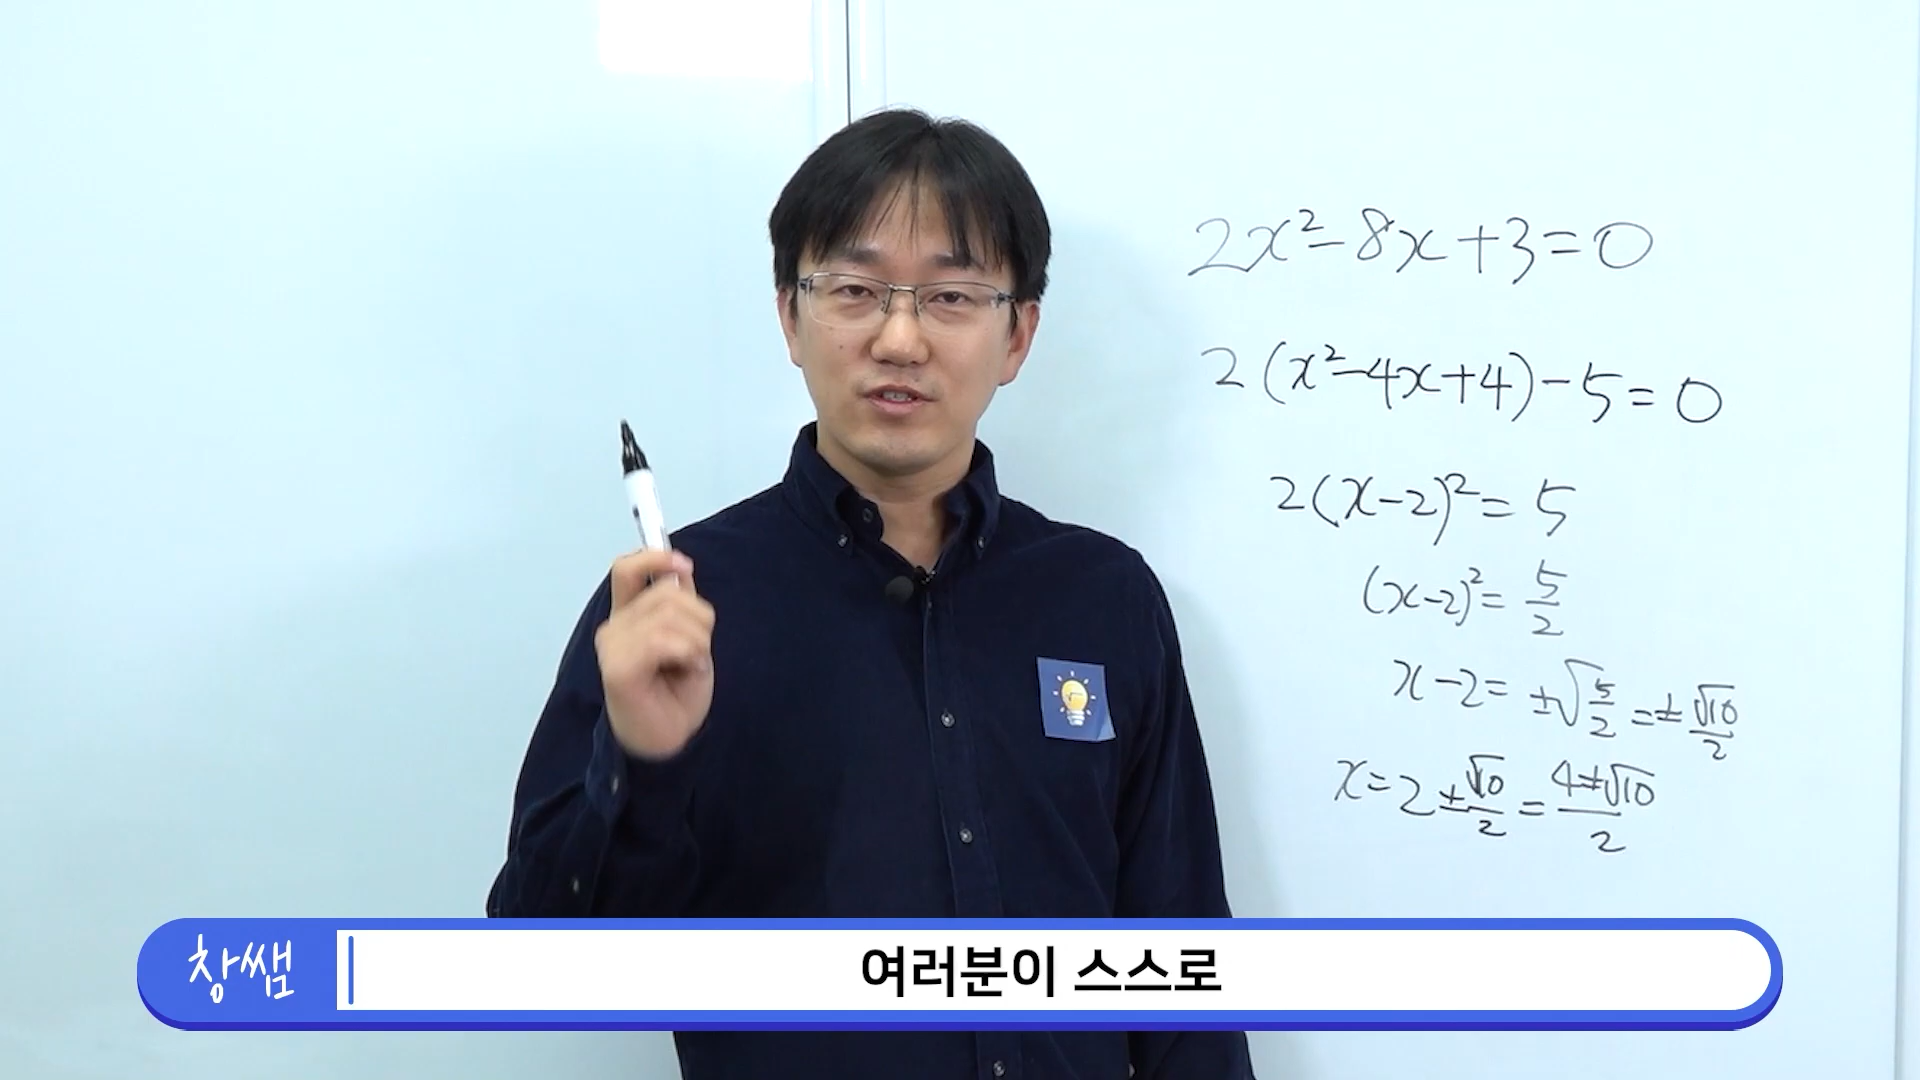 2x²-8x+3=0
2(x²-4x+4)-5=0
2(x-2)²=5
(x-2)²=5/2
x-2=±√5/2=±√10/2
x=2±√10/2=4±√10/2
창쌤
여러분이 스스로